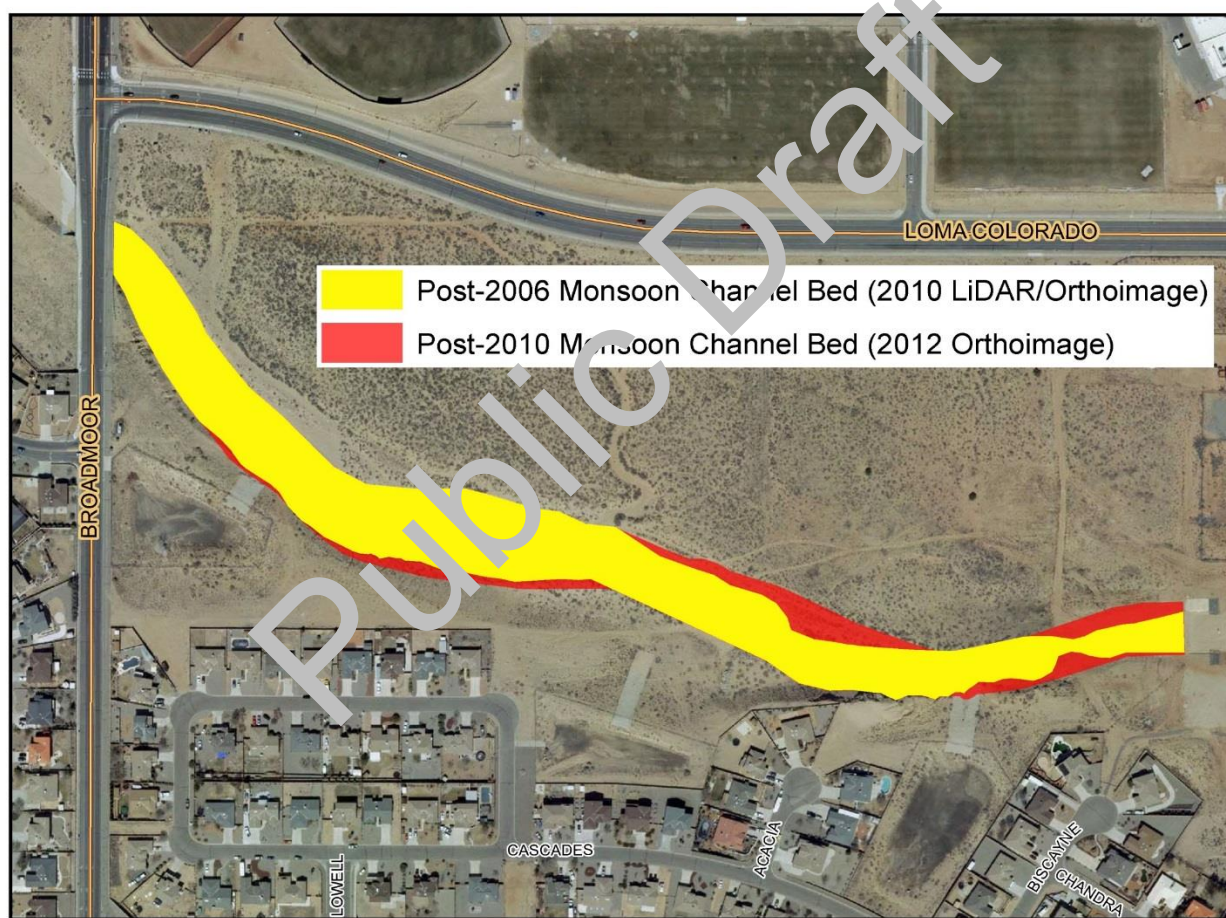 LOMA COLORADO
Post-2006 Monsoon Channel Bed (2010 LiDAR/Orthoimage)
Post-2010 Monsoon Channel Bed (2012 Orthoimage)
BROADMOOR
Public Draft
CASCADES
LOWELL
ACACIA
BISCAYNE
CHANDRA